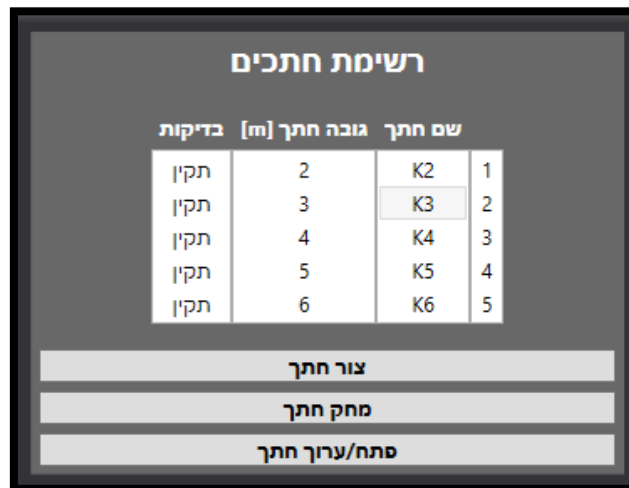 רשימת חתכים
שם חתך גובה חתך [m] בדיקות
1 K2 2 תקין
2 K3 3 תקין
3 K4 4 תקין
4 K5 5 תקין
5 K6 6 תקין
צור חתך
מחק חתך
פתח/ערוך חתך